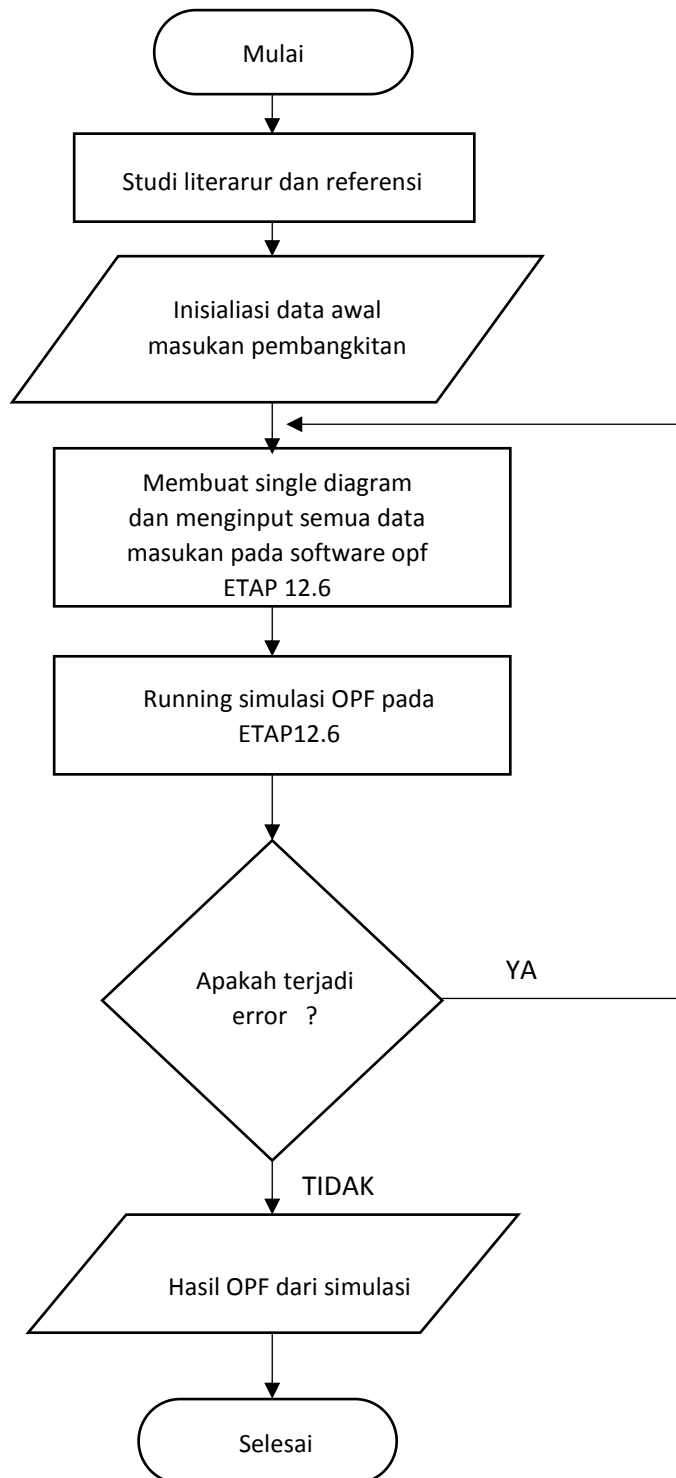 Mulai
Studi literarur dan referensi
Inisialiasi data awal
masukan pembangkitan
Membuat single diagram
dan menginput semua data
masukan pada software opf
ETAP 12.6
Running simulasi OPF pada
ETAP12.6
Apakah terjadi
error ?
YA
TIDAK
Hasil OPF dari simulasi
Selesai